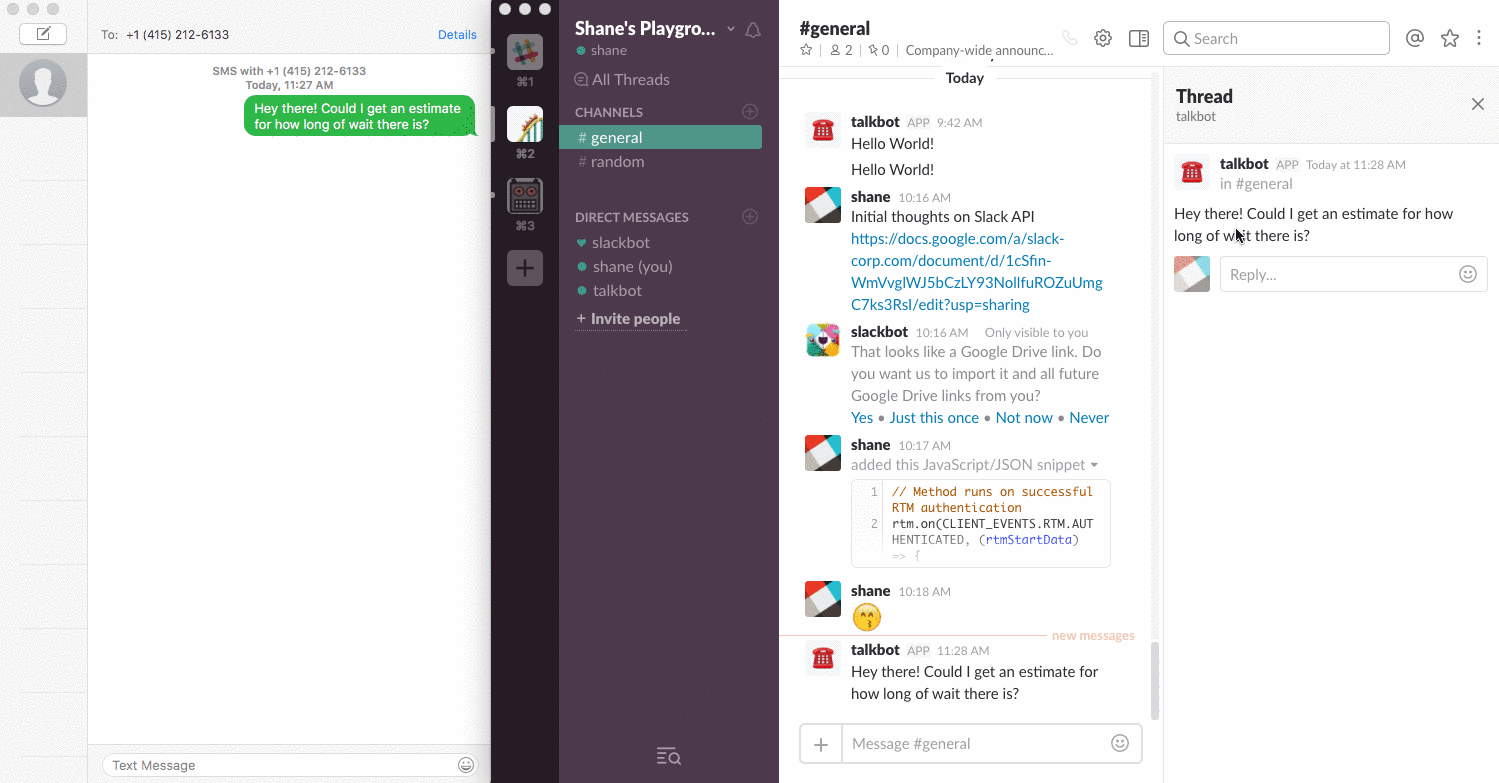 To: +1 (415) 212-6133
Details
SMS with +1 (415) 212-6133
Today, 11:27 AM
Hey there! Could I get an estimate
for how long of wait there is?
Text Message
⌘1
⌘2
⌘3
+
Shane's Playgro...
shane
All Threads
CHANNELS
# general
# random
DIRECT MESSAGES
slackbot
shane (you)
talkbot
+ Invite people
#general
2
0
Company-wide announc...
Search
Today
talkbot APP 9:42 AM
Hello World!
Hello World!
shane 10:16 AM
Initial thoughts on Slack API
https://docs.google.com/a/slack-
corp.com/document/d/1cSfin-
WmVvglWJ5bCzLY93NollfuROZuUmg
C7ks3RsI/edit?usp=sharing
slackbot 10:16 AM Only visible to you
That looks like a Google Drive link. Do
you want us to import it and all future
Google Drive links from you?
Yes • Just this once • Not now • Never
shane 10:17 AM
added this JavaScript/JSON snippet
1 // Method runs on successful
RTM authentication
2 rtm.on(CLIENT_EVENTS.RTM.AUT
HENTICATED, (rtmStartData)
=> {
shane 10:18 AM
new messages
talkbot APP 11:28 AM
Hey there! Could I get an estimate for
how long of wait there is?
+ Message #general
Thread
talkbot
talkbot APP Today at 11:28 AM
in #general
Hey there! Could I get an estimate for how
long of wait there is?
Reply...